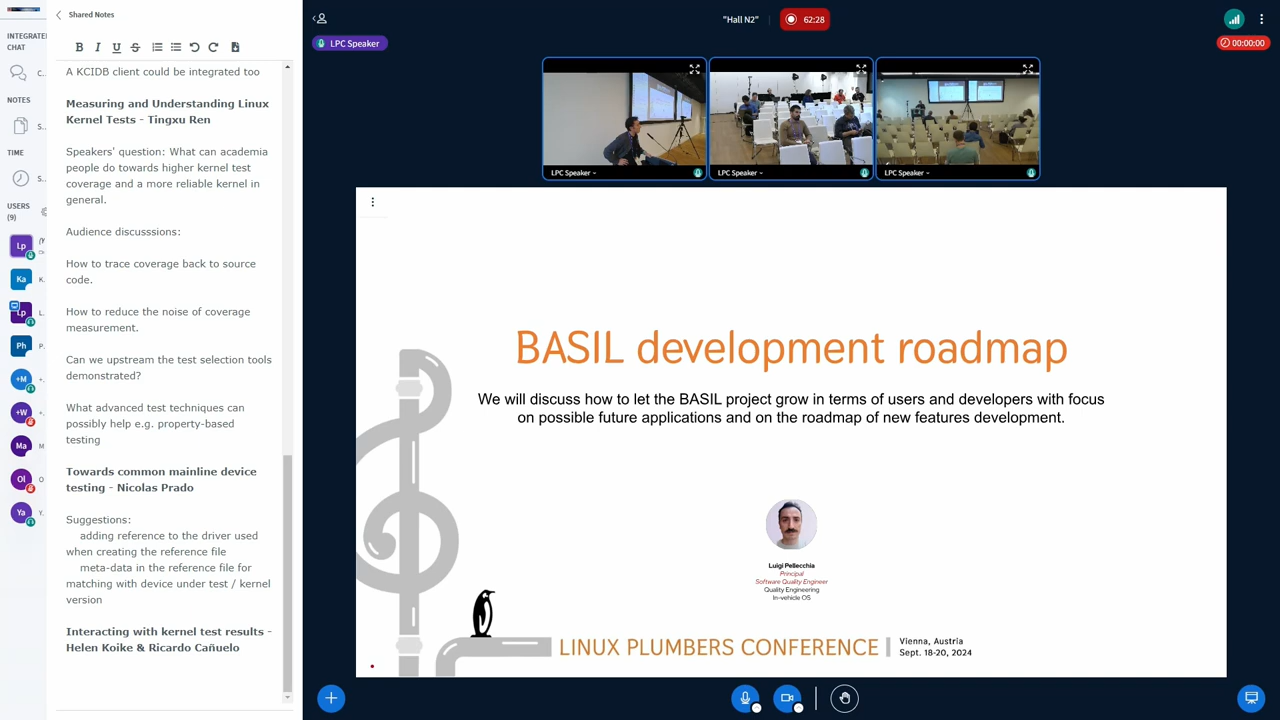 INTEGRATE
CHAT
C..
NOTES
S..
TIME
S..
USERS
(9)
Lp
Ka
K.
Lp
L.
Ph
P.
+M
+.
+W
+.
Ma
M
Ol
O
Ya
Y.
Shared Notes
B I U S
A KCIDB client could be integrated too
Measuring and Understanding Linux
Kernel Tests - Tingxu Ren
Speakers' question: What can academia
people do towards higher kernel test
coverage and a more reliable kernel in
general.
Audience discusssions:
How to trace coverage back to source
code.
How to reduce the noise of coverage
measurement.
Can we upstream the test selection tools
demonstrated?
What advanced test techniques can
possibly help e.g. property-based
testing
Towards common mainline device
testing - Nicolas Prado
Suggestions:
adding reference to the driver used
when creating the reference file
meta-data in the reference file for
matching with device under test / kernel
version
Interacting with kernel test results -
Helen Koike & Ricardo Cañuelo
"Hall N2"
62:28
LPC Speaker
00:00:00
LPC Speaker
LPC Speaker
LPC Speaker
BASIL development roadmap
We will discuss how to let the BASIL project grow in terms of users and developers with focus
on possible future applications and on the roadmap of new features development.
Luigi Pellecchia
Principal
Software Quality Engineer
Quality Engineering
In-vehicle OS
LINUX PLUMBERS CONFERENCE
Vienna, Austria
Sept. 18-20, 2024